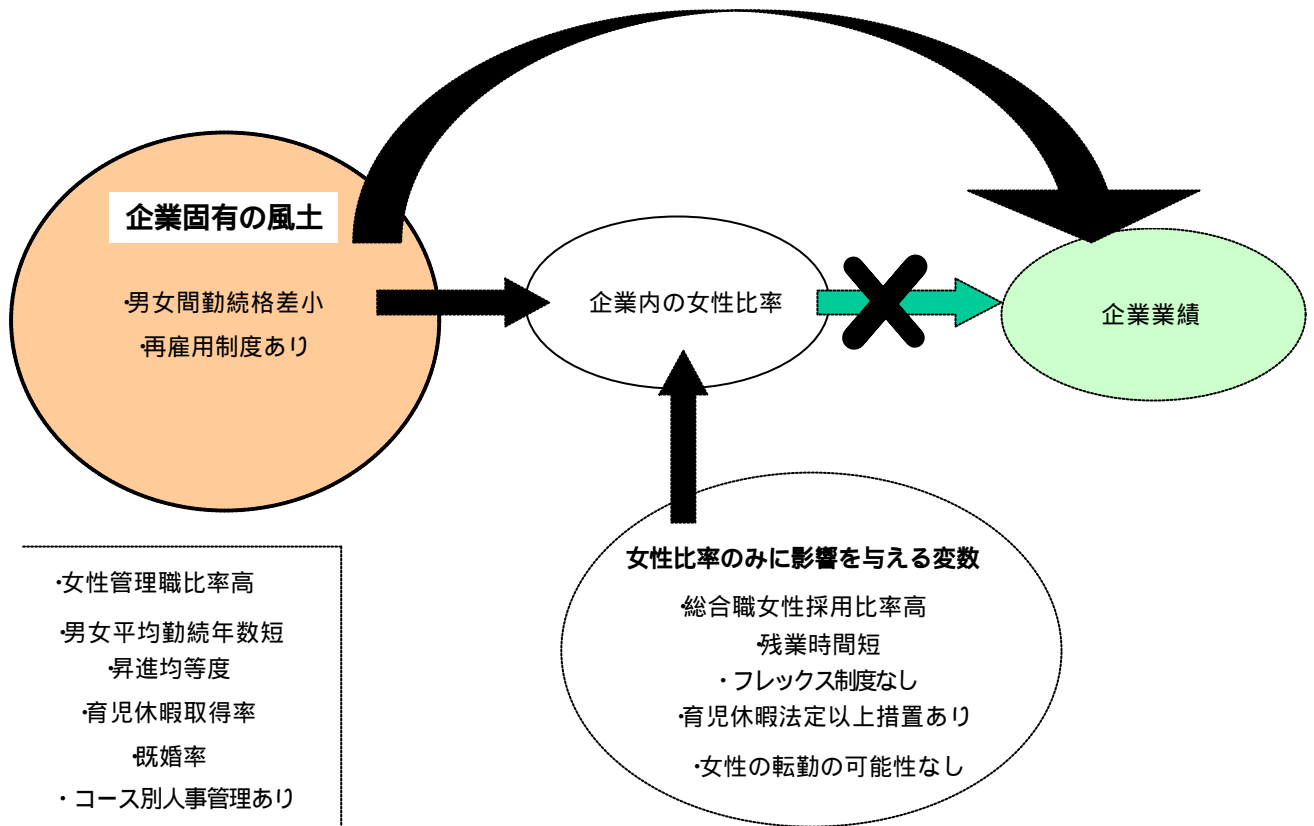 企業固有の風土
・男女間勤続格差小
・再雇用制度あり
企業内の女性比率
企業業績
・女性管理職比率高
・男女平均勤続年数短
・昇進均等度
・育児休暇取得率
・既婚率
・コース別人事管理あり
女性比率のみに影響を与える変数
・総合職女性採用比率高
・残業時間短
・フレックス制度なし
・育児休暇法定以上措置あり
・女性の転勤の可能性なし